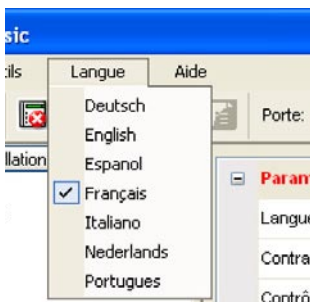 sic
ils Langue Aide
Deutsch
English
Espanol
Français
Italiano
Nederlands
Portugues
Porte:
llation
Param
Langue
Contra
Contrô